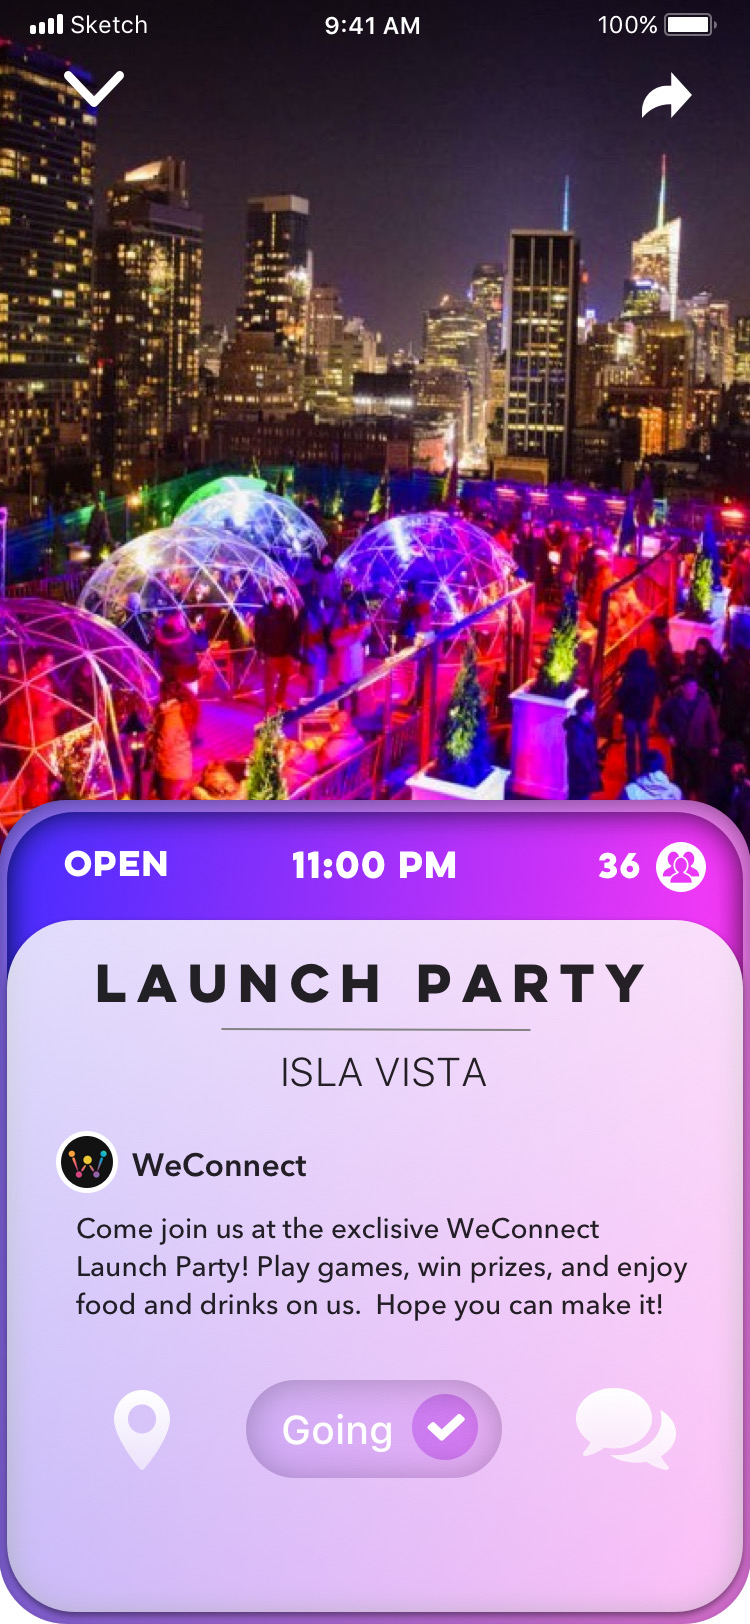 Sketch 9:41 AM 100%
OPEN 11:00 PM 36
LAUNCH PARTY
ISLA VISTA
WeConnect
Come join us at the exclisive WeConnect
Launch Party! Play games, win prizes, and enjoy
food and drinks on us. Hope you can make it!
Going